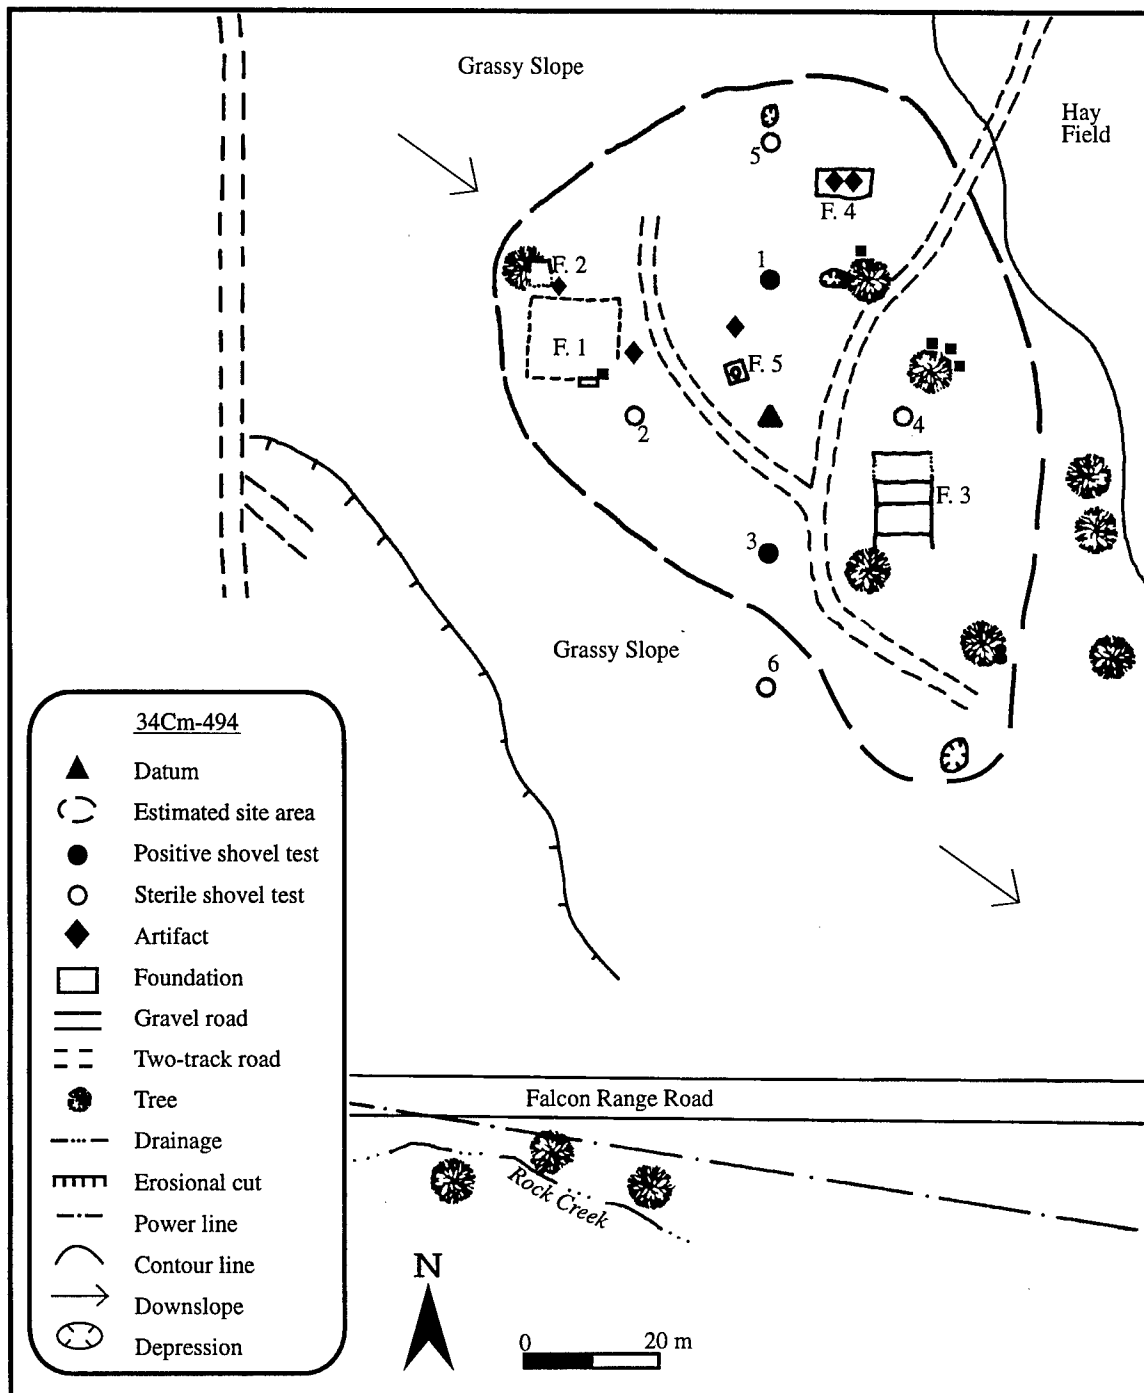 Grassy Slope
Hay
Field
5
F. 4
F. 2
1
F. 1
F. 5
2
4
F. 3
3
Grassy Slope
6
34Cm-494
Datum
Estimated site area
Positive shovel test
Sterile shovel test
Artifact
Foundation
Gravel road
Two-track road
Tree
Drainage
Erosional cut
Power line
Contour line
Downslope
Depression
Falcon Range Road
Rock Creek
N
0 20 m